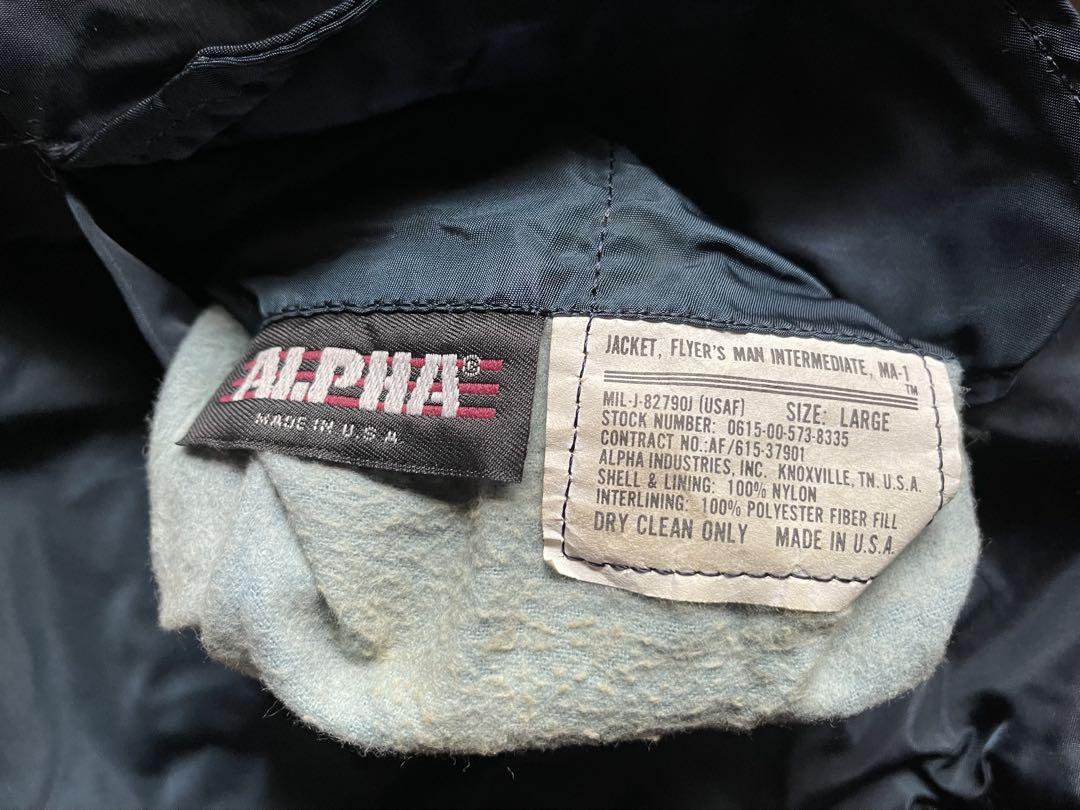 ALPHA®
MADE IN U.S.A.
JACKET, FLYER'S MAN INTERMEDIATE, MA-1
™
MIL-J-82790J (USAF) SIZE: LARGE
STOCK NUMBER: 0615-00-573-8335
CONTRACT NO.:AF/615-37901
ALPHA INDUSTRIES, INC. KNOXVILLE, TN. U.S.A.
SHELL & LINING: 100% NYLON
INTERLINING: 100% POLYESTER FIBER FILL
DRY CLEAN ONLY MADE IN U.S.A.